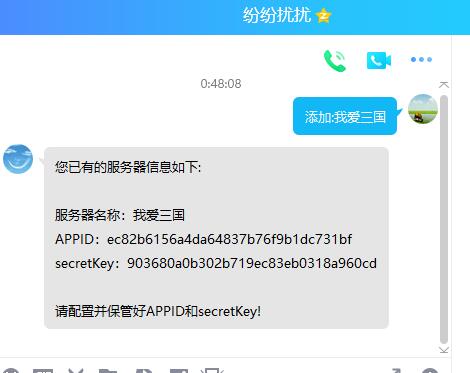 纷纷扰扰
0:48:08
添加:我爱三国
您已有的服务器信息如下:
服务器名称：我爱三国
APPID：ec82b6156a4da64837b76f9b1dc731bf
secretKey：903680a0b302b719ec83eb0318a960cd
请配置并保管好APPID和secretKey!